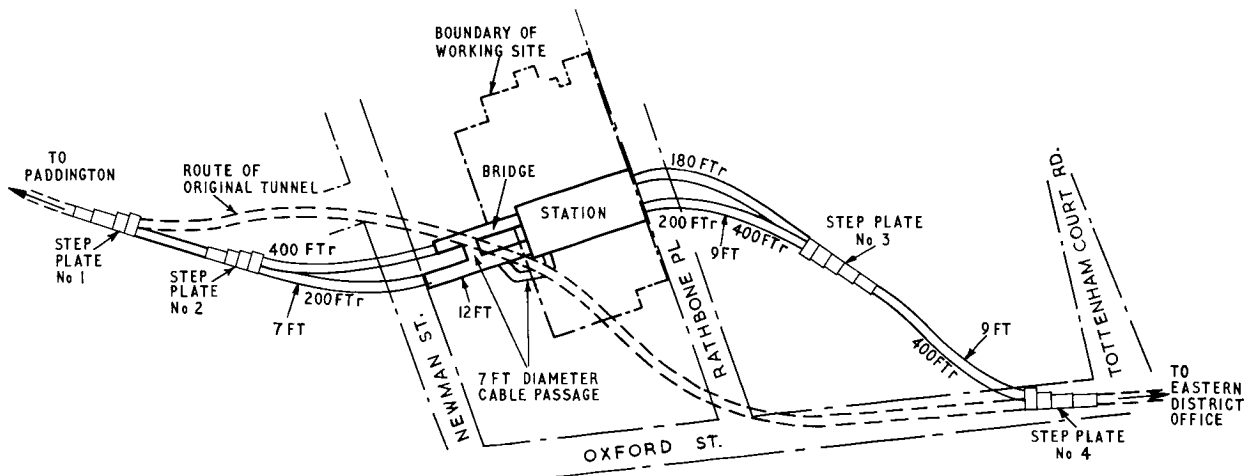 BOUNDARY OF
WORKING SITE
TO
PADDINGTON
ROUTE OF
ORIGINAL TUNNEL
BRIDGE
STATION
180 FTr
200 FTr
9 FT
400 FTr
STEP PLATE
No 3
STEP
PLATE
No 1
STEP
PLATE
No 2
400 FTr
200 FTr
7 FT
12 FT
7 FT DIAMETER
CABLE PASSAGE
NEWMAN ST.
RATHBONE PL.
TOTTENHAM COURT RD.
9 FT
400 FTr
OXFORD ST.
TO
EASTERN
DISTRICT
OFFICE
STEP PLATE
No 4